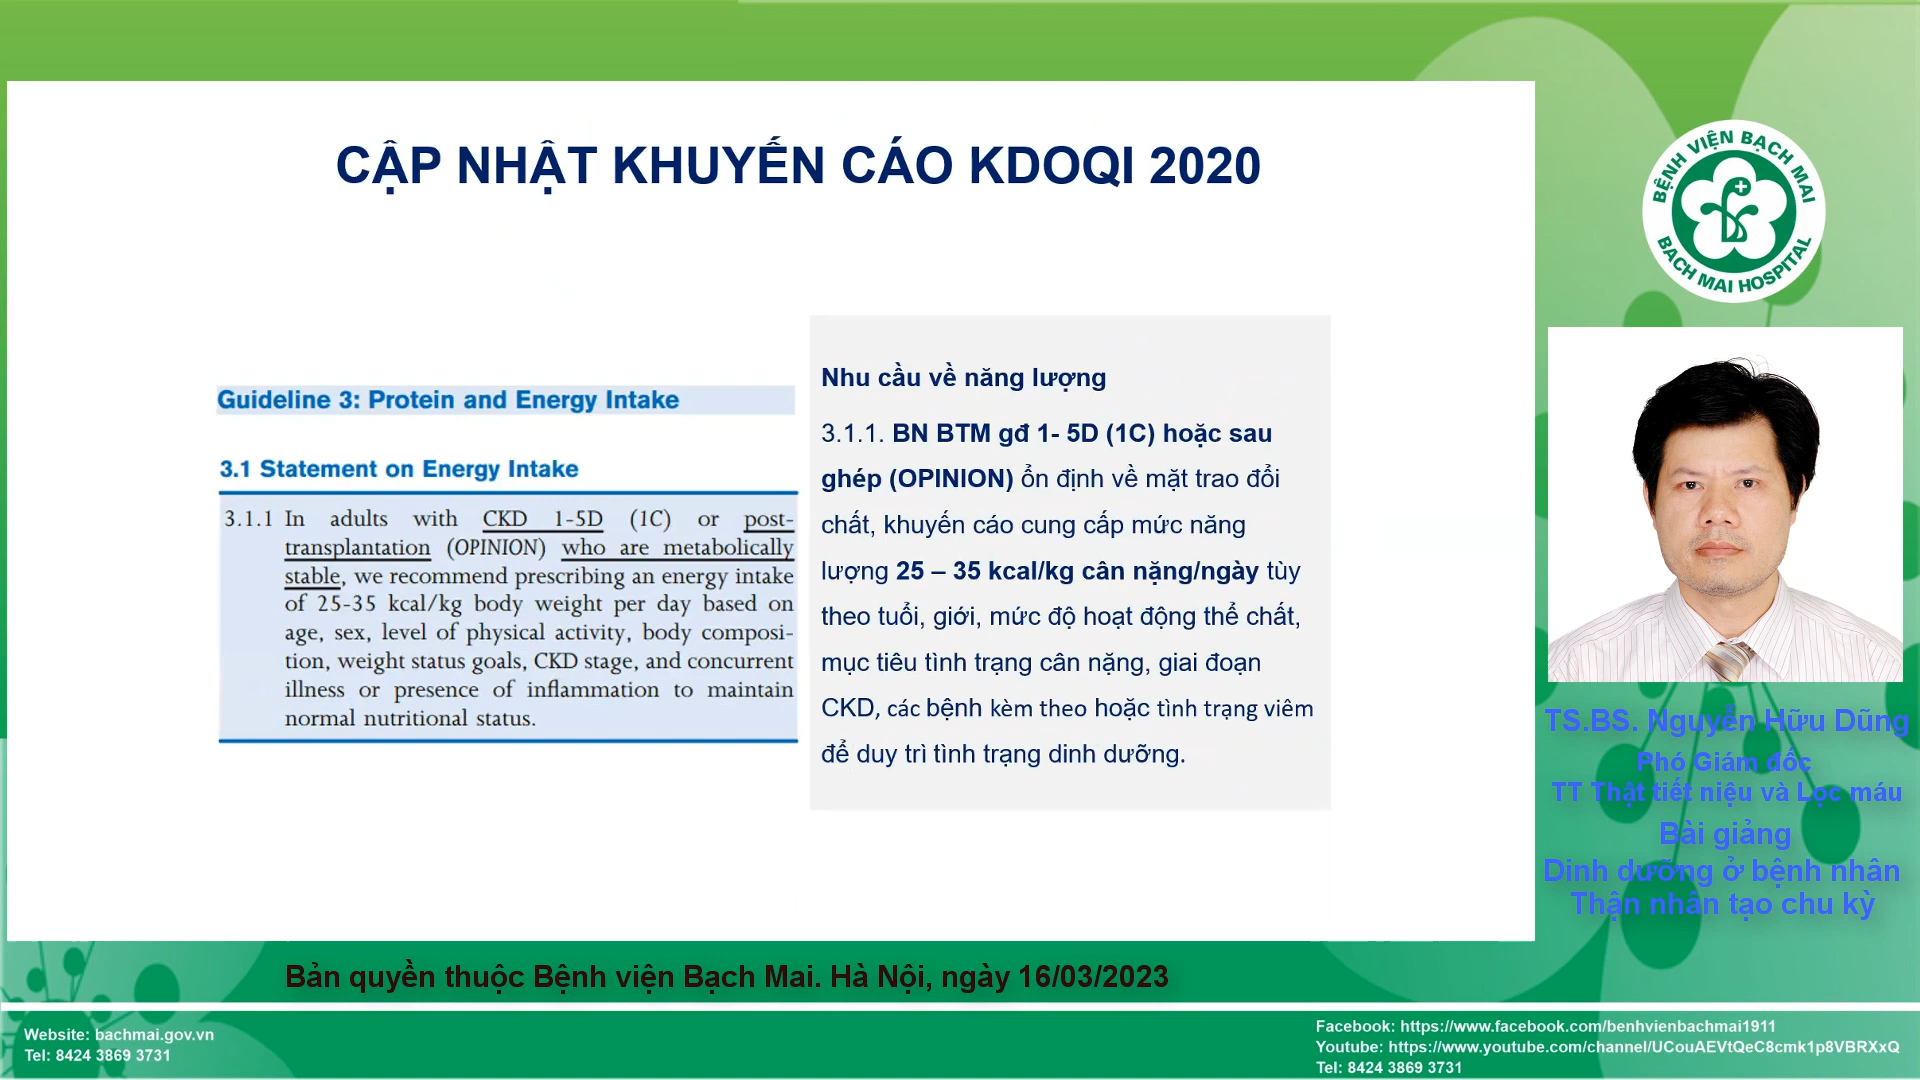 CẬP NHẬT KHUYẾN CÁO KDOQI 2020
BỆNH VIỆN BẠCH MAI
BACH MAI HOSPITAL
Guideline 3: Protein and Energy Intake
3.1 Statement on Energy Intake
3.1.1 In adults with CKD 1-5D (1C) or post-
transplantation (OPINION) who are metabolically
stable, we recommend prescribing an energy intake
of 25-35 kcal/kg body weight per day based on
age, sex, level of physical activity, body composi-
tion, weight status goals, CKD stage, and concurrent
illness or presence of inflammation to maintain
normal nutritional status.
Nhu cầu về năng lượng
3.1.1. BN BTM gđ 1- 5D (1C) hoặc sau
ghép (OPINION) ổn định về mặt trao đổi
chất, khuyến cáo cung cấp mức năng
lượng 25 – 35 kcal/kg cân nặng/ngày tùy
theo tuổi, giới, mức độ hoạt động thể chất,
mục tiêu tình trạng cân nặng, giai đoạn
CKD, các bệnh kèm theo hoặc tình trạng viêm
để duy trì tình trạng dinh dưỡng.
TS.BS. Nguyễn Hữu Dũng
Phó Giám đốc
TT Thật tiết niệu và Lọc máu
Bài giảng
Dinh dưỡng ở bệnh nhân
Thận nhân tạo chu kỳ
Bản quyền thuộc Bệnh viện Bạch Mai. Hà Nội, ngày 16/03/2023
Website: bachmai.gov.vn
Tel: 8424 3869 3731
Facebook: https://www.facebook.com/benhvienbachmai1911
Youtube: https://www.youtube.com/channel/UCouAEVtQeC8cmk1p8VBRXxQ
Tel: 8424 3869 3731